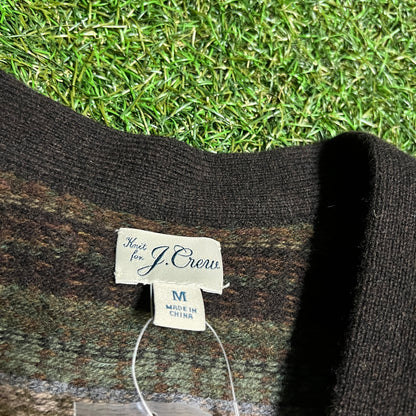 Knit
for
J. Crew
M
MADE IN
CHINA